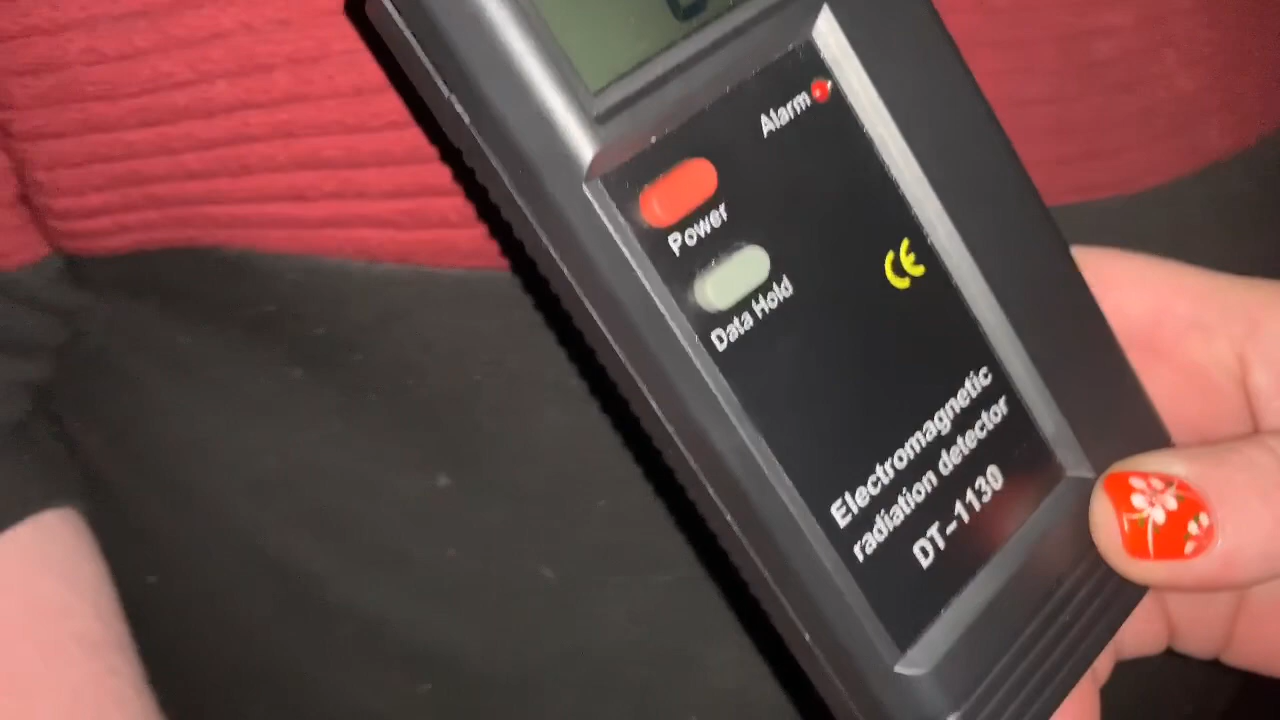 Alarm
Power
Data Hold
CE
Electromagnetic
radiation detector
DT-1130